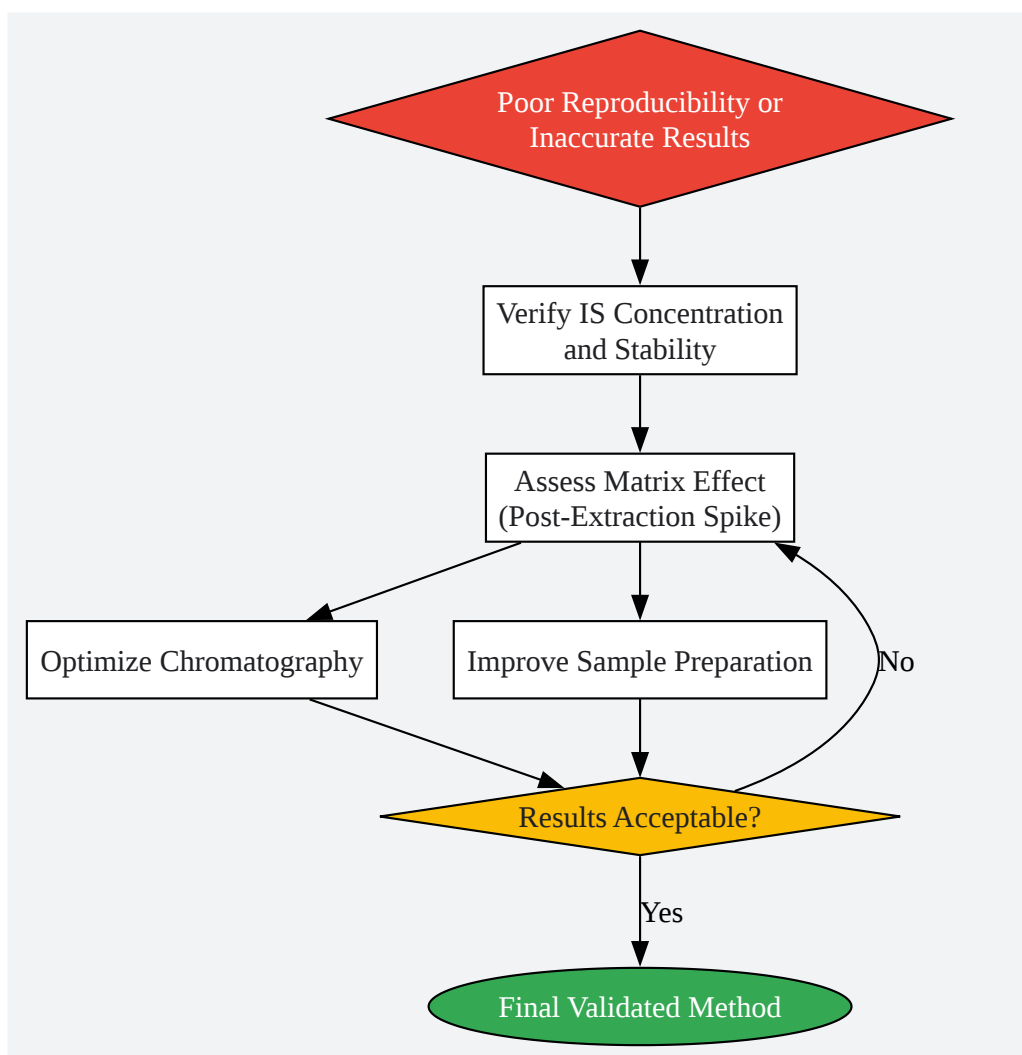 Poor Reproducibility or
Inaccurate Results
Verify IS Concentration
and Stability
Assess Matrix Effect
(Post-Extraction Spike)
Optimize Chromatography
Improve Sample Preparation
No
Results Acceptable?
Yes
Final Validated Method